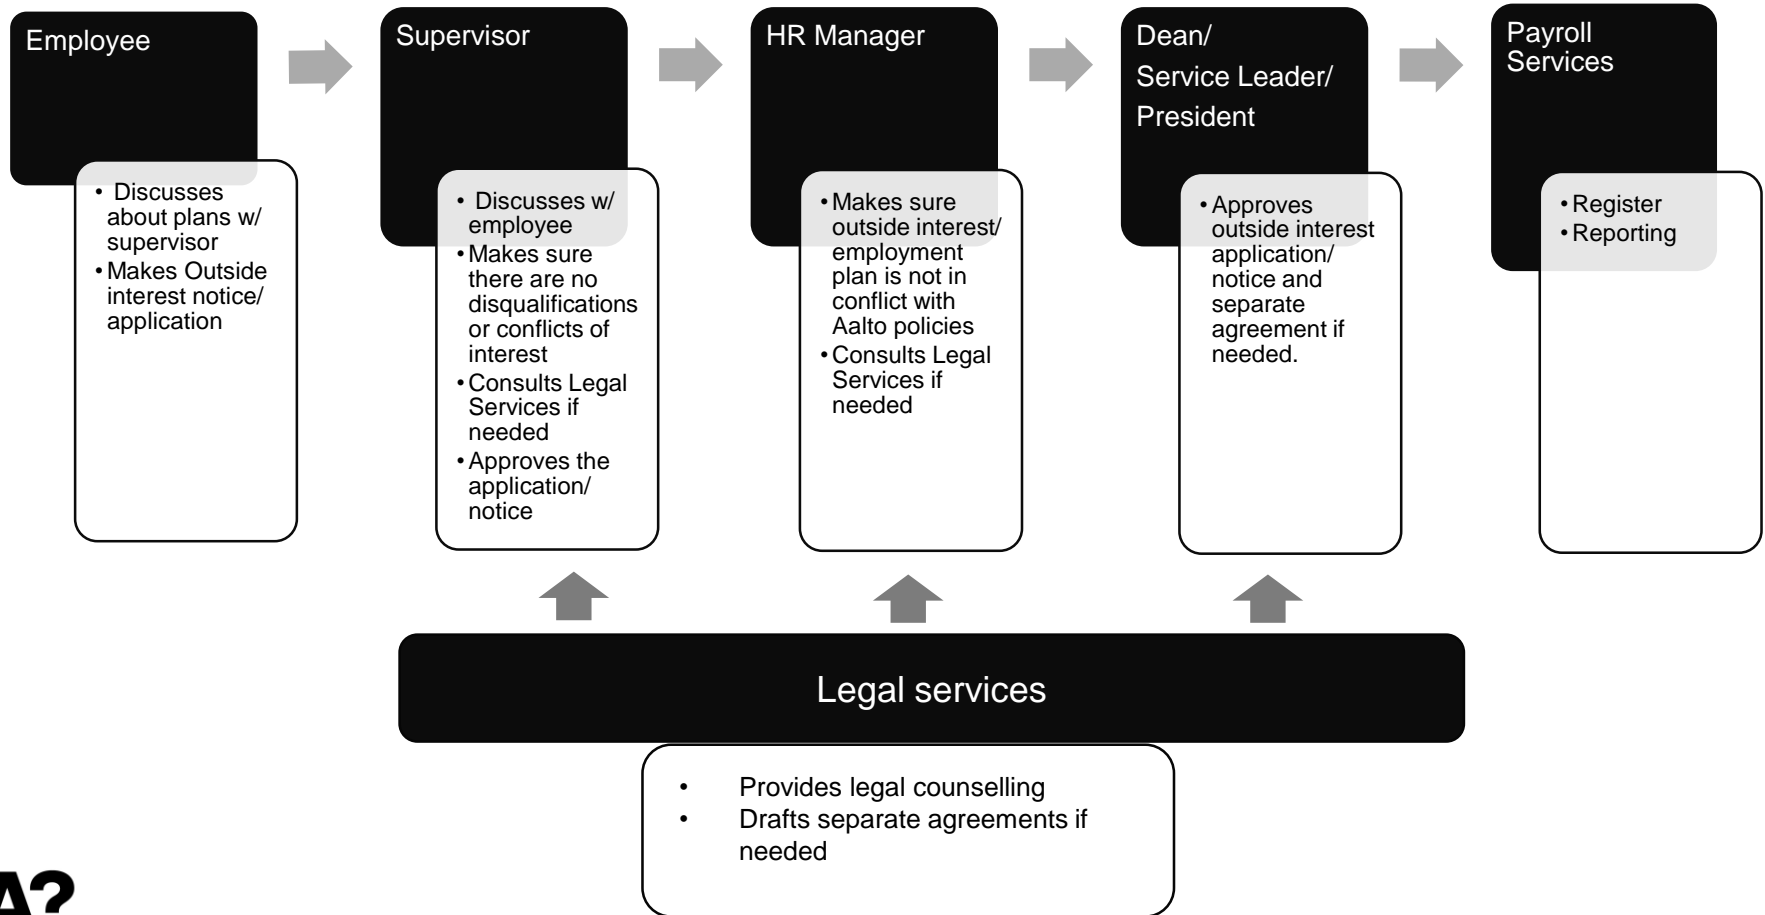 Employee
Supervisor
HR Manager
Dean/
Service Leader/
President
Payroll
Services
• Discusses
about plans w/
supervisor
• Makes Outside
interest notice/
application
• Discusses w/
employee
• Makes sure
there are no
disqualifications
or conflicts of
interest
• Consults Legal
Services if
needed
• Approves the
application/
notice
• Makes sure
outside interest/
employment
plan is not in
conflict with
Aalto policies
• Consults Legal
Services if
needed
• Approves
outside interest
application/
notice and
separate
agreement if
needed.
• Register
• Reporting
Legal services
• Provides legal counselling
• Drafts separate agreements if
needed
A?